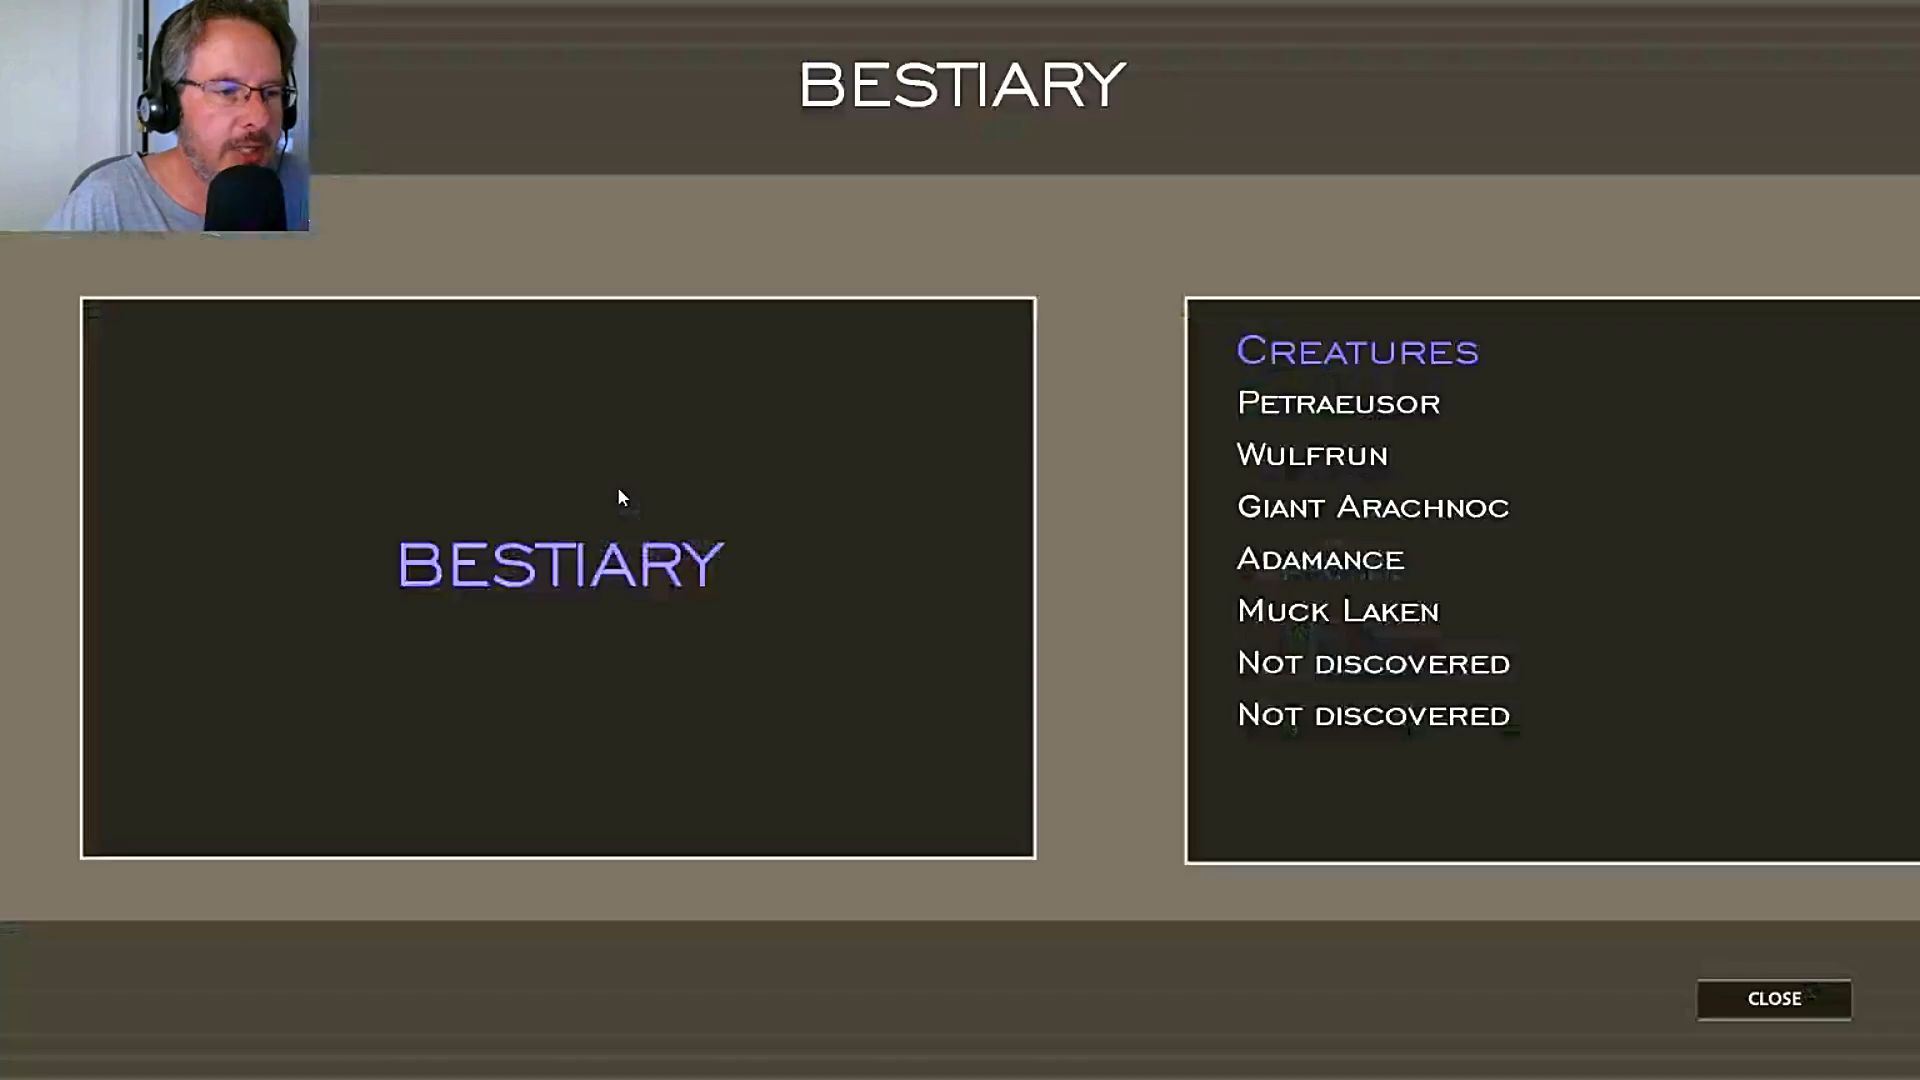 BESTIARY
BESTIARY
CREATURES
PETRAEUSOR
WULFRUN
GIANT ARACHNOC
ADAMANCE
MUCK LAKEN
NOT DISCOVERED
NOT DISCOVERED
CLOSE